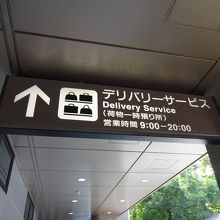 デリバリーサービス
Delivery Service
(荷物一時預り所)
営業時間 9:00-20:00